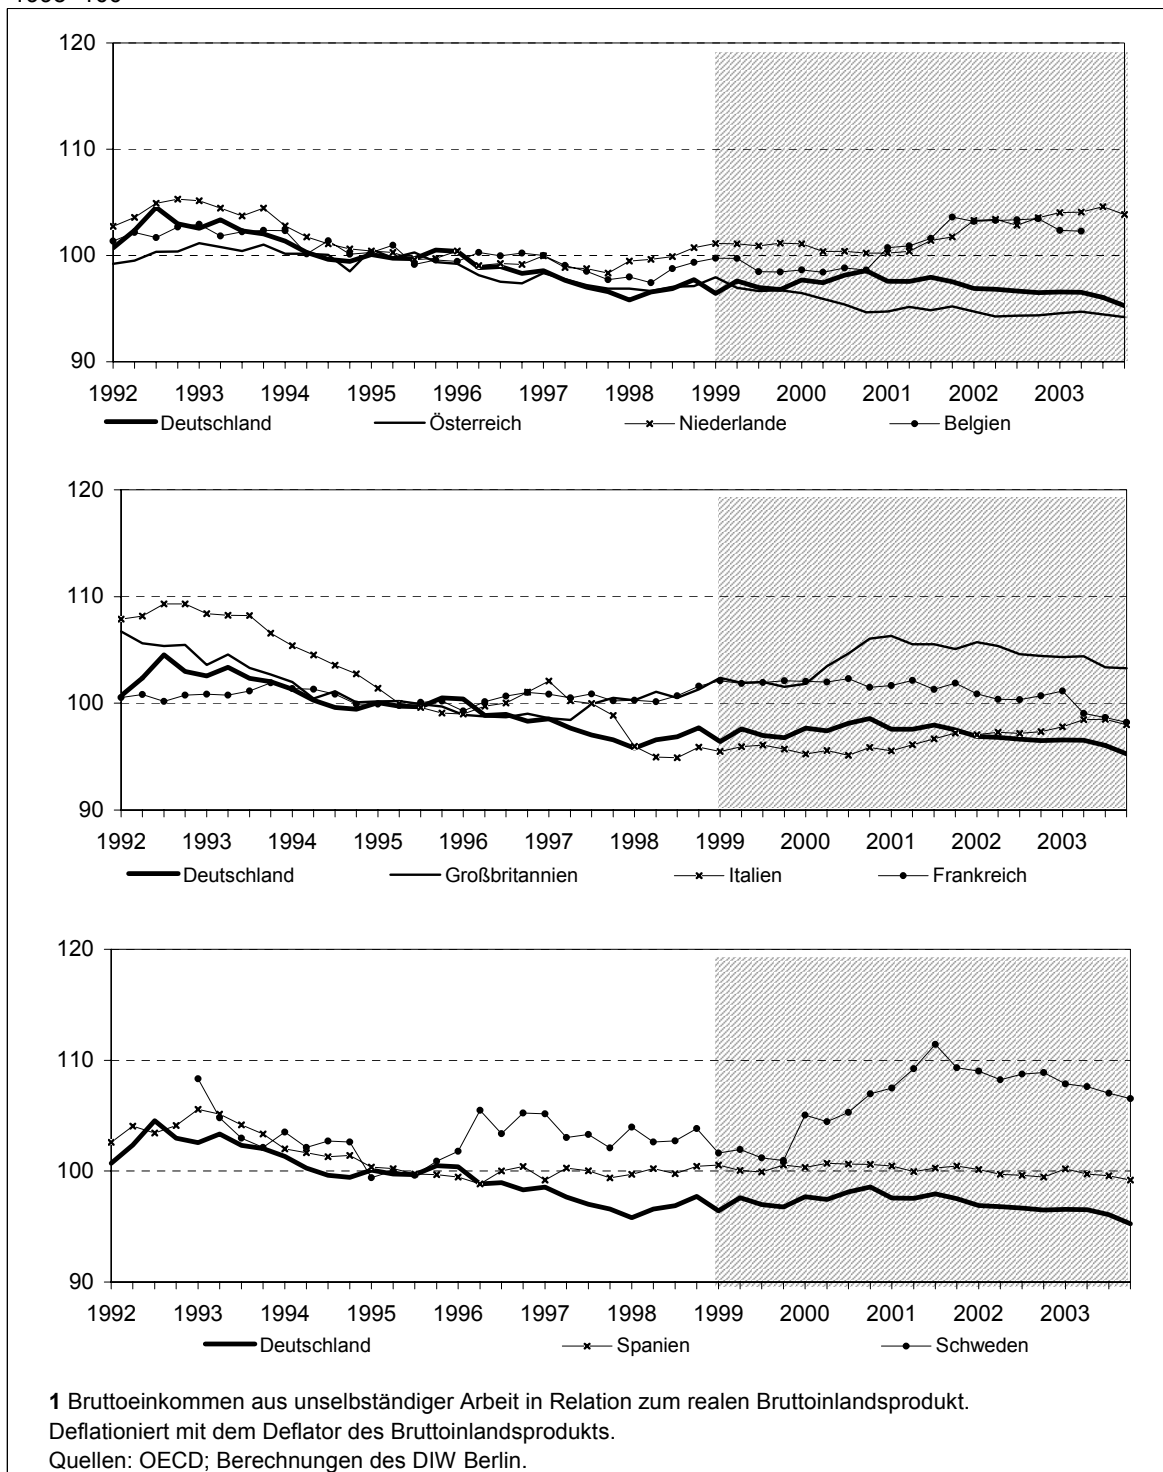 120
110
100
90
1992 1993 1994 1995 1996 1997 1998 1999 2000 2001 2002 2003
Deutschland Österreich Niederlande Belgien
120
110
100
90
1992 1993 1994 1995 1996 1997 1998 1999 2000 2001 2002 2003
Deutschland Großbritannien Italien Frankreich
120
110
100
90
1992 1993 1994 1995 1996 1997 1998 1999 2000 2001 2002 2003
Deutschland Spanien Schweden
1 Bruttoeinkommen aus unselbständiger Arbeit in Relation zum realen Bruttoinlandsprodukt.
Deflationiert mit dem Deflator des Bruttoinlandsprodukts.
Quellen: OECD; Berechnungen des DIW Berlin.